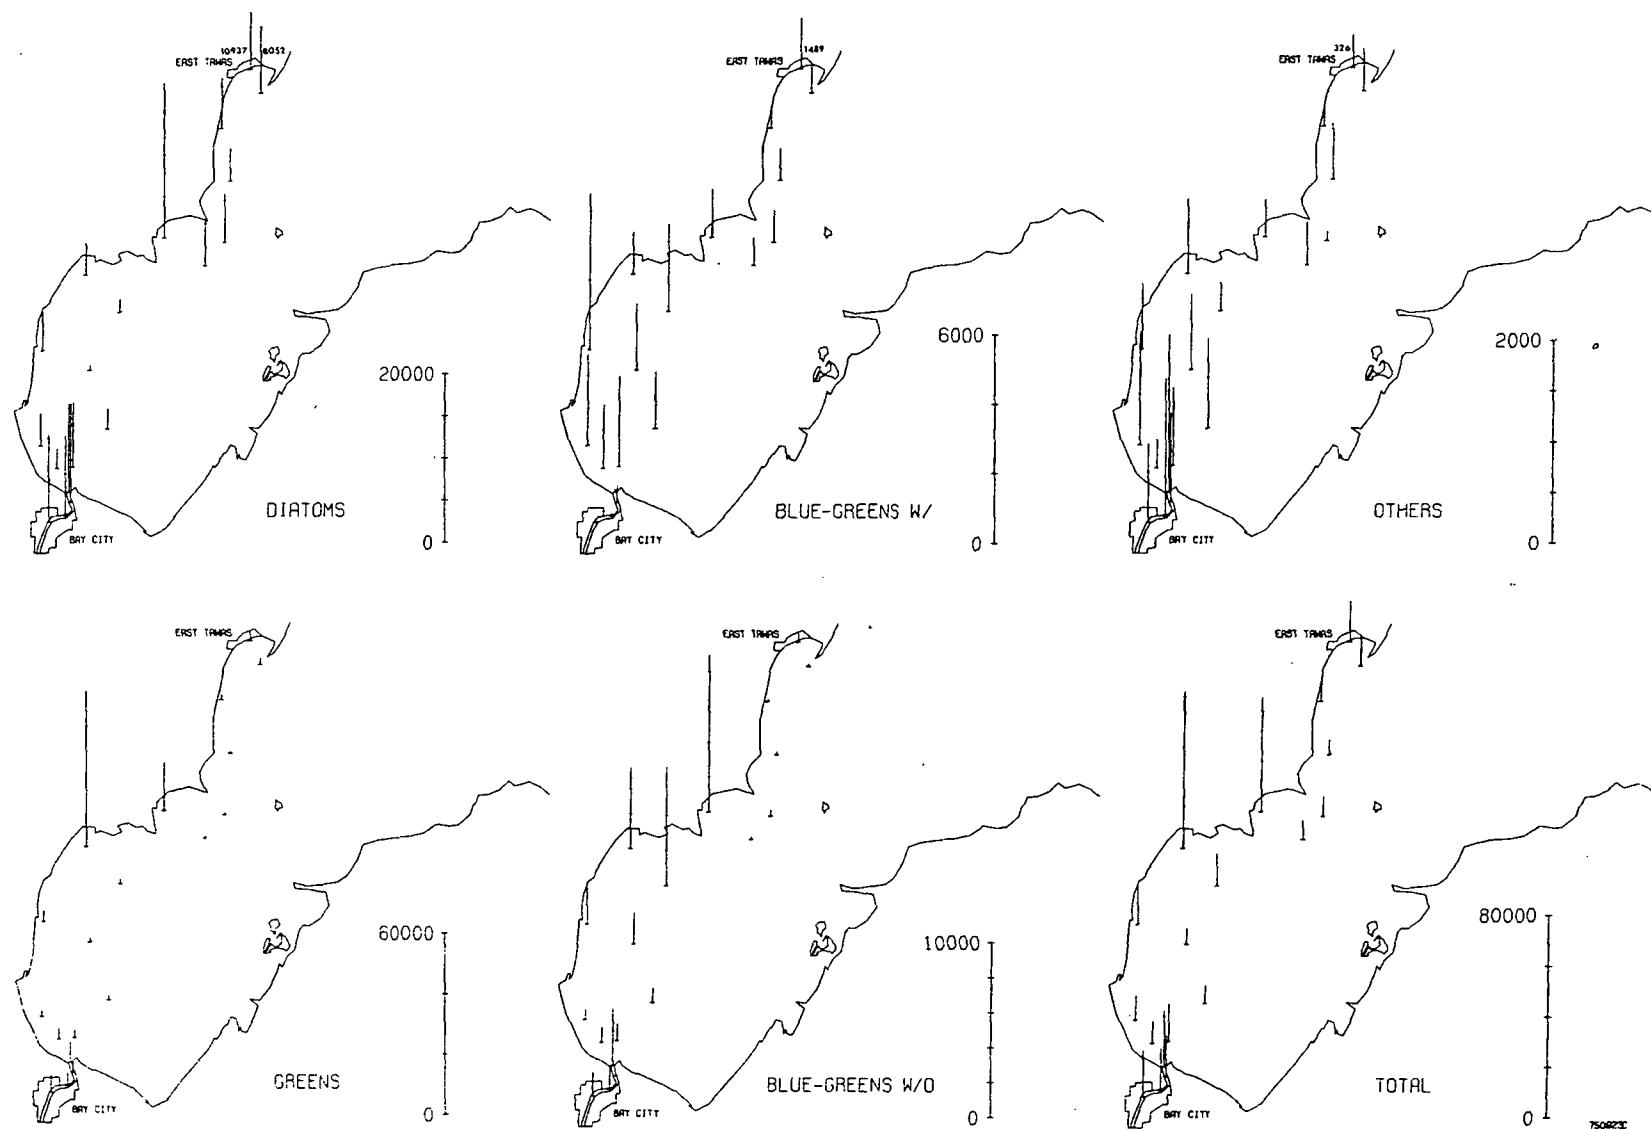 10937 8052
EAST TAWAS
20000
0
DIATOMS
BAY CITY
1489
EAST TAWAS
6000
0
BLUE-GREENS W/
BAY CITY
326
EAST TAWAS
2000
0
OTHERS
BAY CITY
EAST TAWAS
60000
0
GREENS
BAY CITY
EAST TAWAS
10000
0
BLUE-GREENS W/O
BAY CITY
EAST TAWAS
80000
0
TOTAL
BAY CITY
750823C